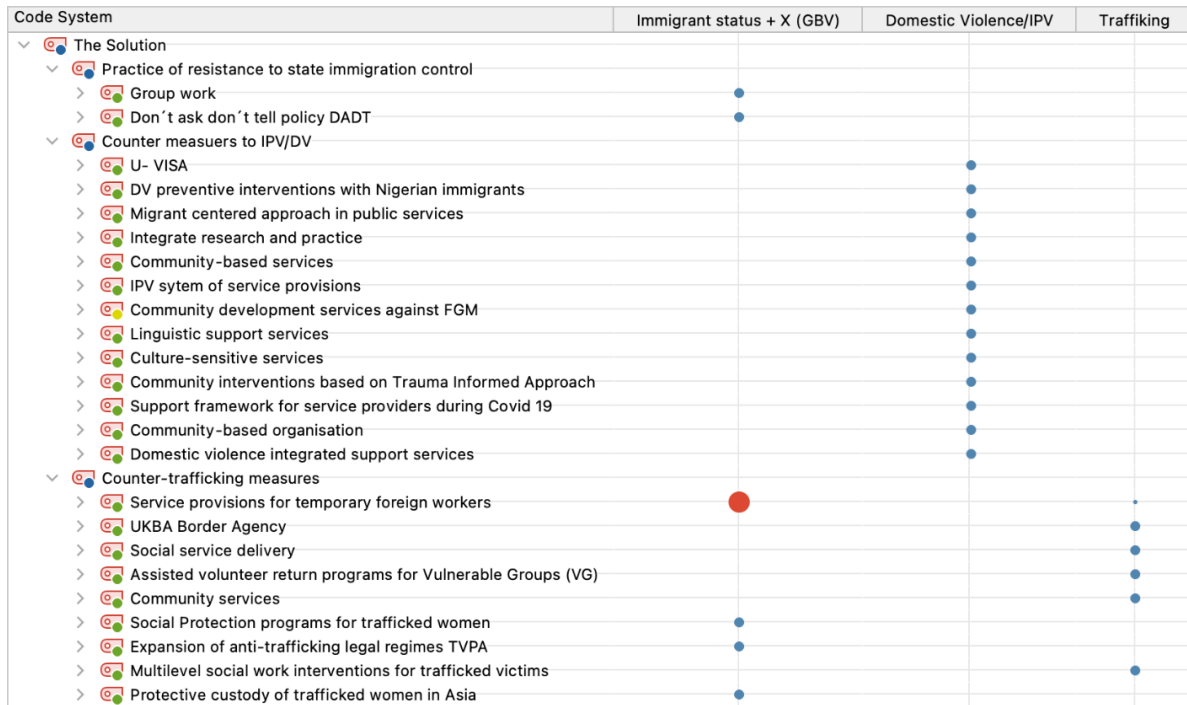 Code System Immigrant status + X (GBV) Domestic Violence/IPV Traffiking
The Solution
Practice of resistance to state immigration control
Group work
Don´t ask don´t tell policy DADT
Counter measuers to IPV/DV
U- VISA
DV preventive interventions with Nigerian immigrants
Migrant centered approach in public services
Integrate research and practice
Community-based services
IPV sytem of service provisions
Community development services against FGM
Linguistic support services
Culture-sensitive services
Community interventions based on Trauma Informed Approach
Support framework for service providers during Covid 19
Community-based organisation
Domestic violence integrated support services
Counter-trafficking measures
Service provisions for temporary foreign workers
UKBA Border Agency
Social service delivery
Assisted volunteer return programs for Vulnerable Groups (VG)
Community services
Social Protection programs for trafficked women
Expansion of anti-trafficking legal regimes TVPA
Multilevel social work interventions for trafficked victims
Protective custody of trafficked women in Asia